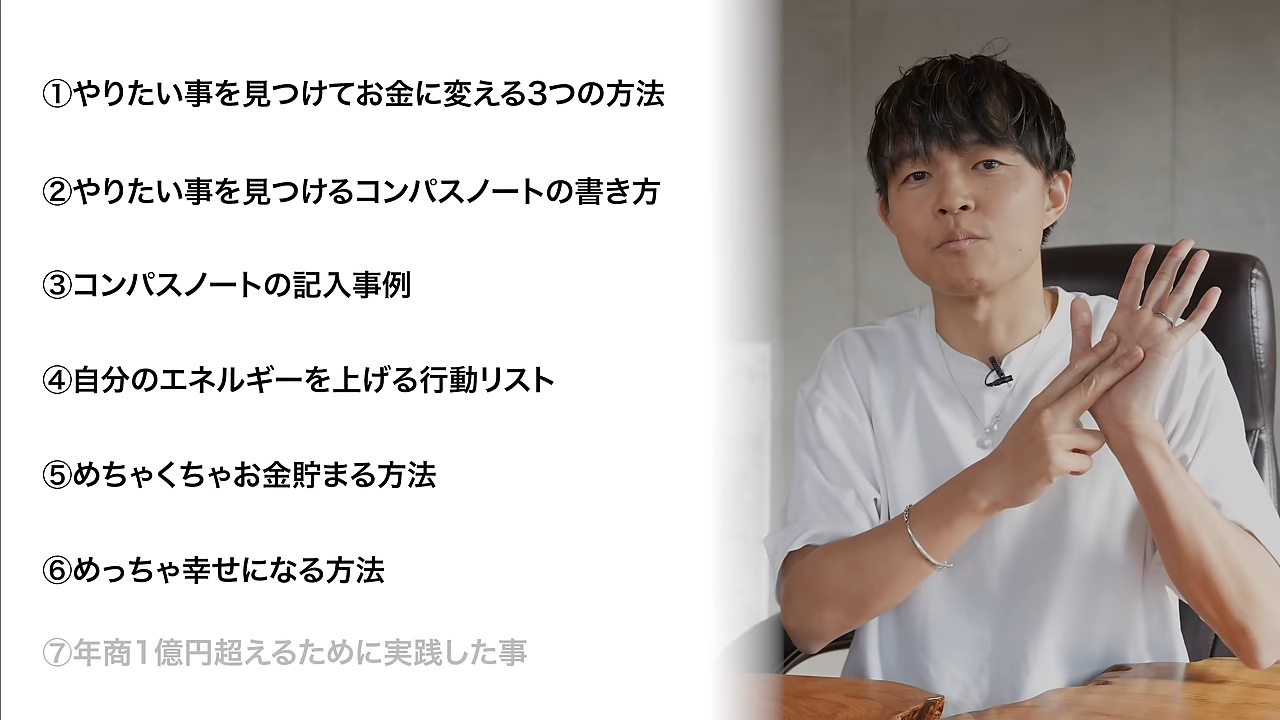 ①やりたい事を見つけてお金に変える3つの方法
②やりたい事を見つけるコンパスノートの書き方
③コンパスノートの記入事例
④自分のエネルギーを上げる行動リスト
⑤めちゃくちゃお金貯まる方法
⑥めっちゃ幸せになる方法
⑦年商1億円超えるために実践した事